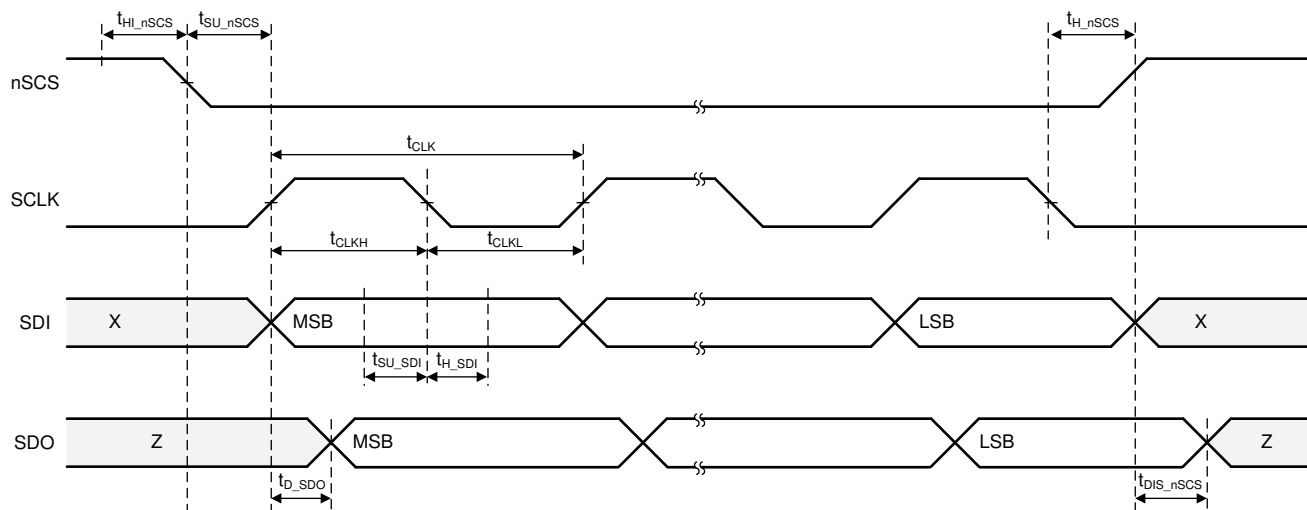 tHI_nSCS tSU_nSCS tH_nSCS
nSCS
tCLK
SCLK
tCLKH tCLKL
SDI X MSB LSB X
tSU_SDI tH_SDI
SDO Z MSB LSB Z
tD_SDO tDIS_nSCS